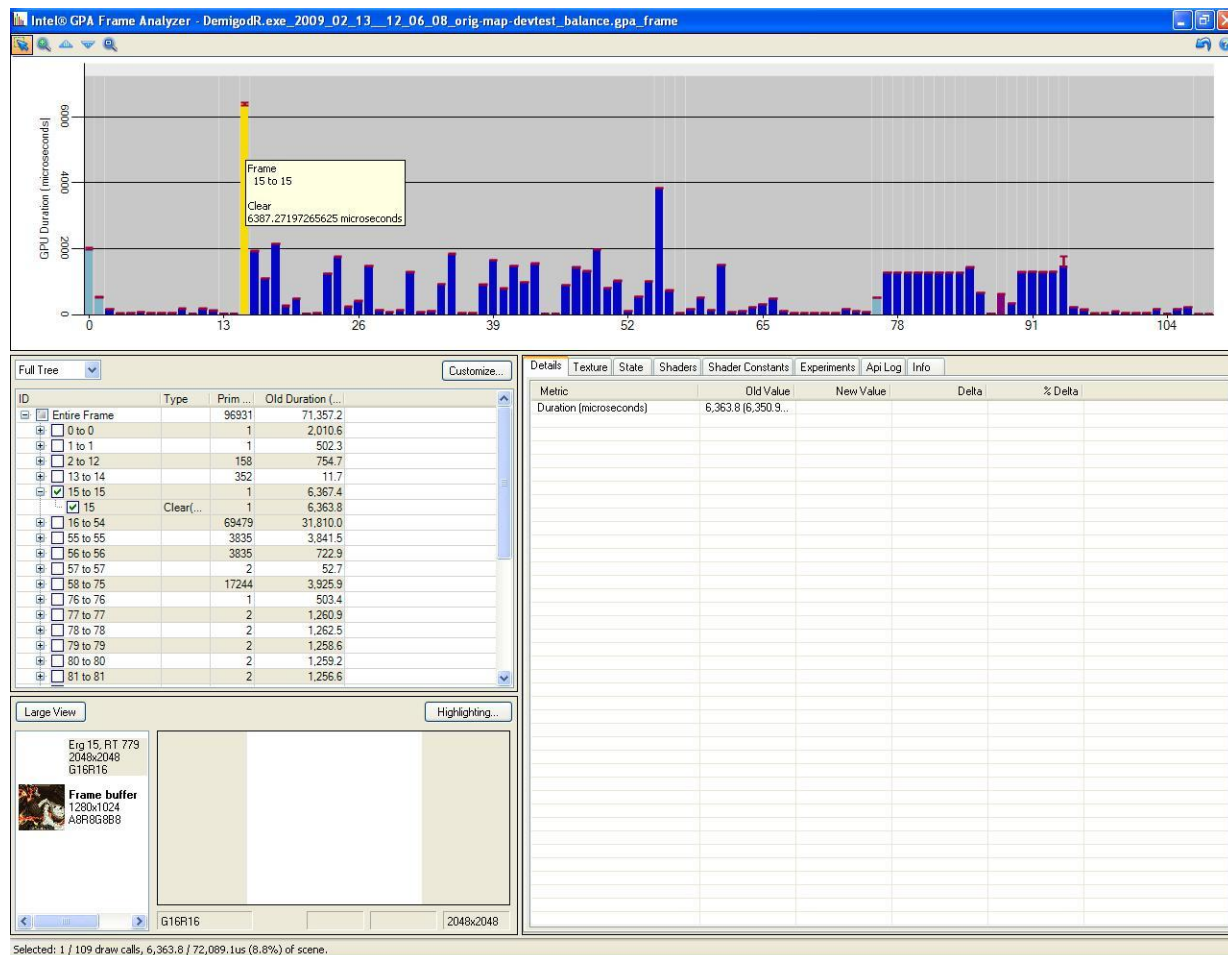 Intel® GPA Frame Analyzer - DemigodR.exe_2009_02_13__12_06_08_orig-map-devtest_balance.gpa_frame
GPU Duration (microseconds)
6000
4000
2000
0
Frame
15 to 15
Clear
6387.27197265625 microseconds
0 13 26 39 52 65 78 91 104
Full Tree
Customize...
ID Type Prim ... Old Duration (...
Entire Frame 96931 71,357.2
0 to 0 1 2,010.6
1 to 1 1 502.3
2 to 12 158 754.7
13 to 14 352 11.7
15 to 15 1 6,367.4
15 Clear(... 1 6,363.8
16 to 54 69479 31,810.0
55 to 55 3835 3,841.5
56 to 56 3835 722.9
57 to 57 2 52.7
58 to 75 17244 3,925.9
76 to 76 1 503.4
77 to 77 2 1,260.9
78 to 78 2 1,262.5
79 to 79 2 1,258.6
80 to 80 2 1,259.2
81 to 81 2 1,256.6
Details Texture State Shaders Shader Constants Experiments Api Log Info
Metric Old Value New Value Delta % Delta
Duration (microseconds) 6,363.8 (6,350.9...
Large View
Highlighting...
Erg 15, RT 779
2048x2048
G16R16
Frame buffer
1280x1024
A8R8G8B8
G16R16
2048x2048
Selected: 1 / 109 draw calls, 6,363.8 / 72,089.1us (8.8%) of scene.